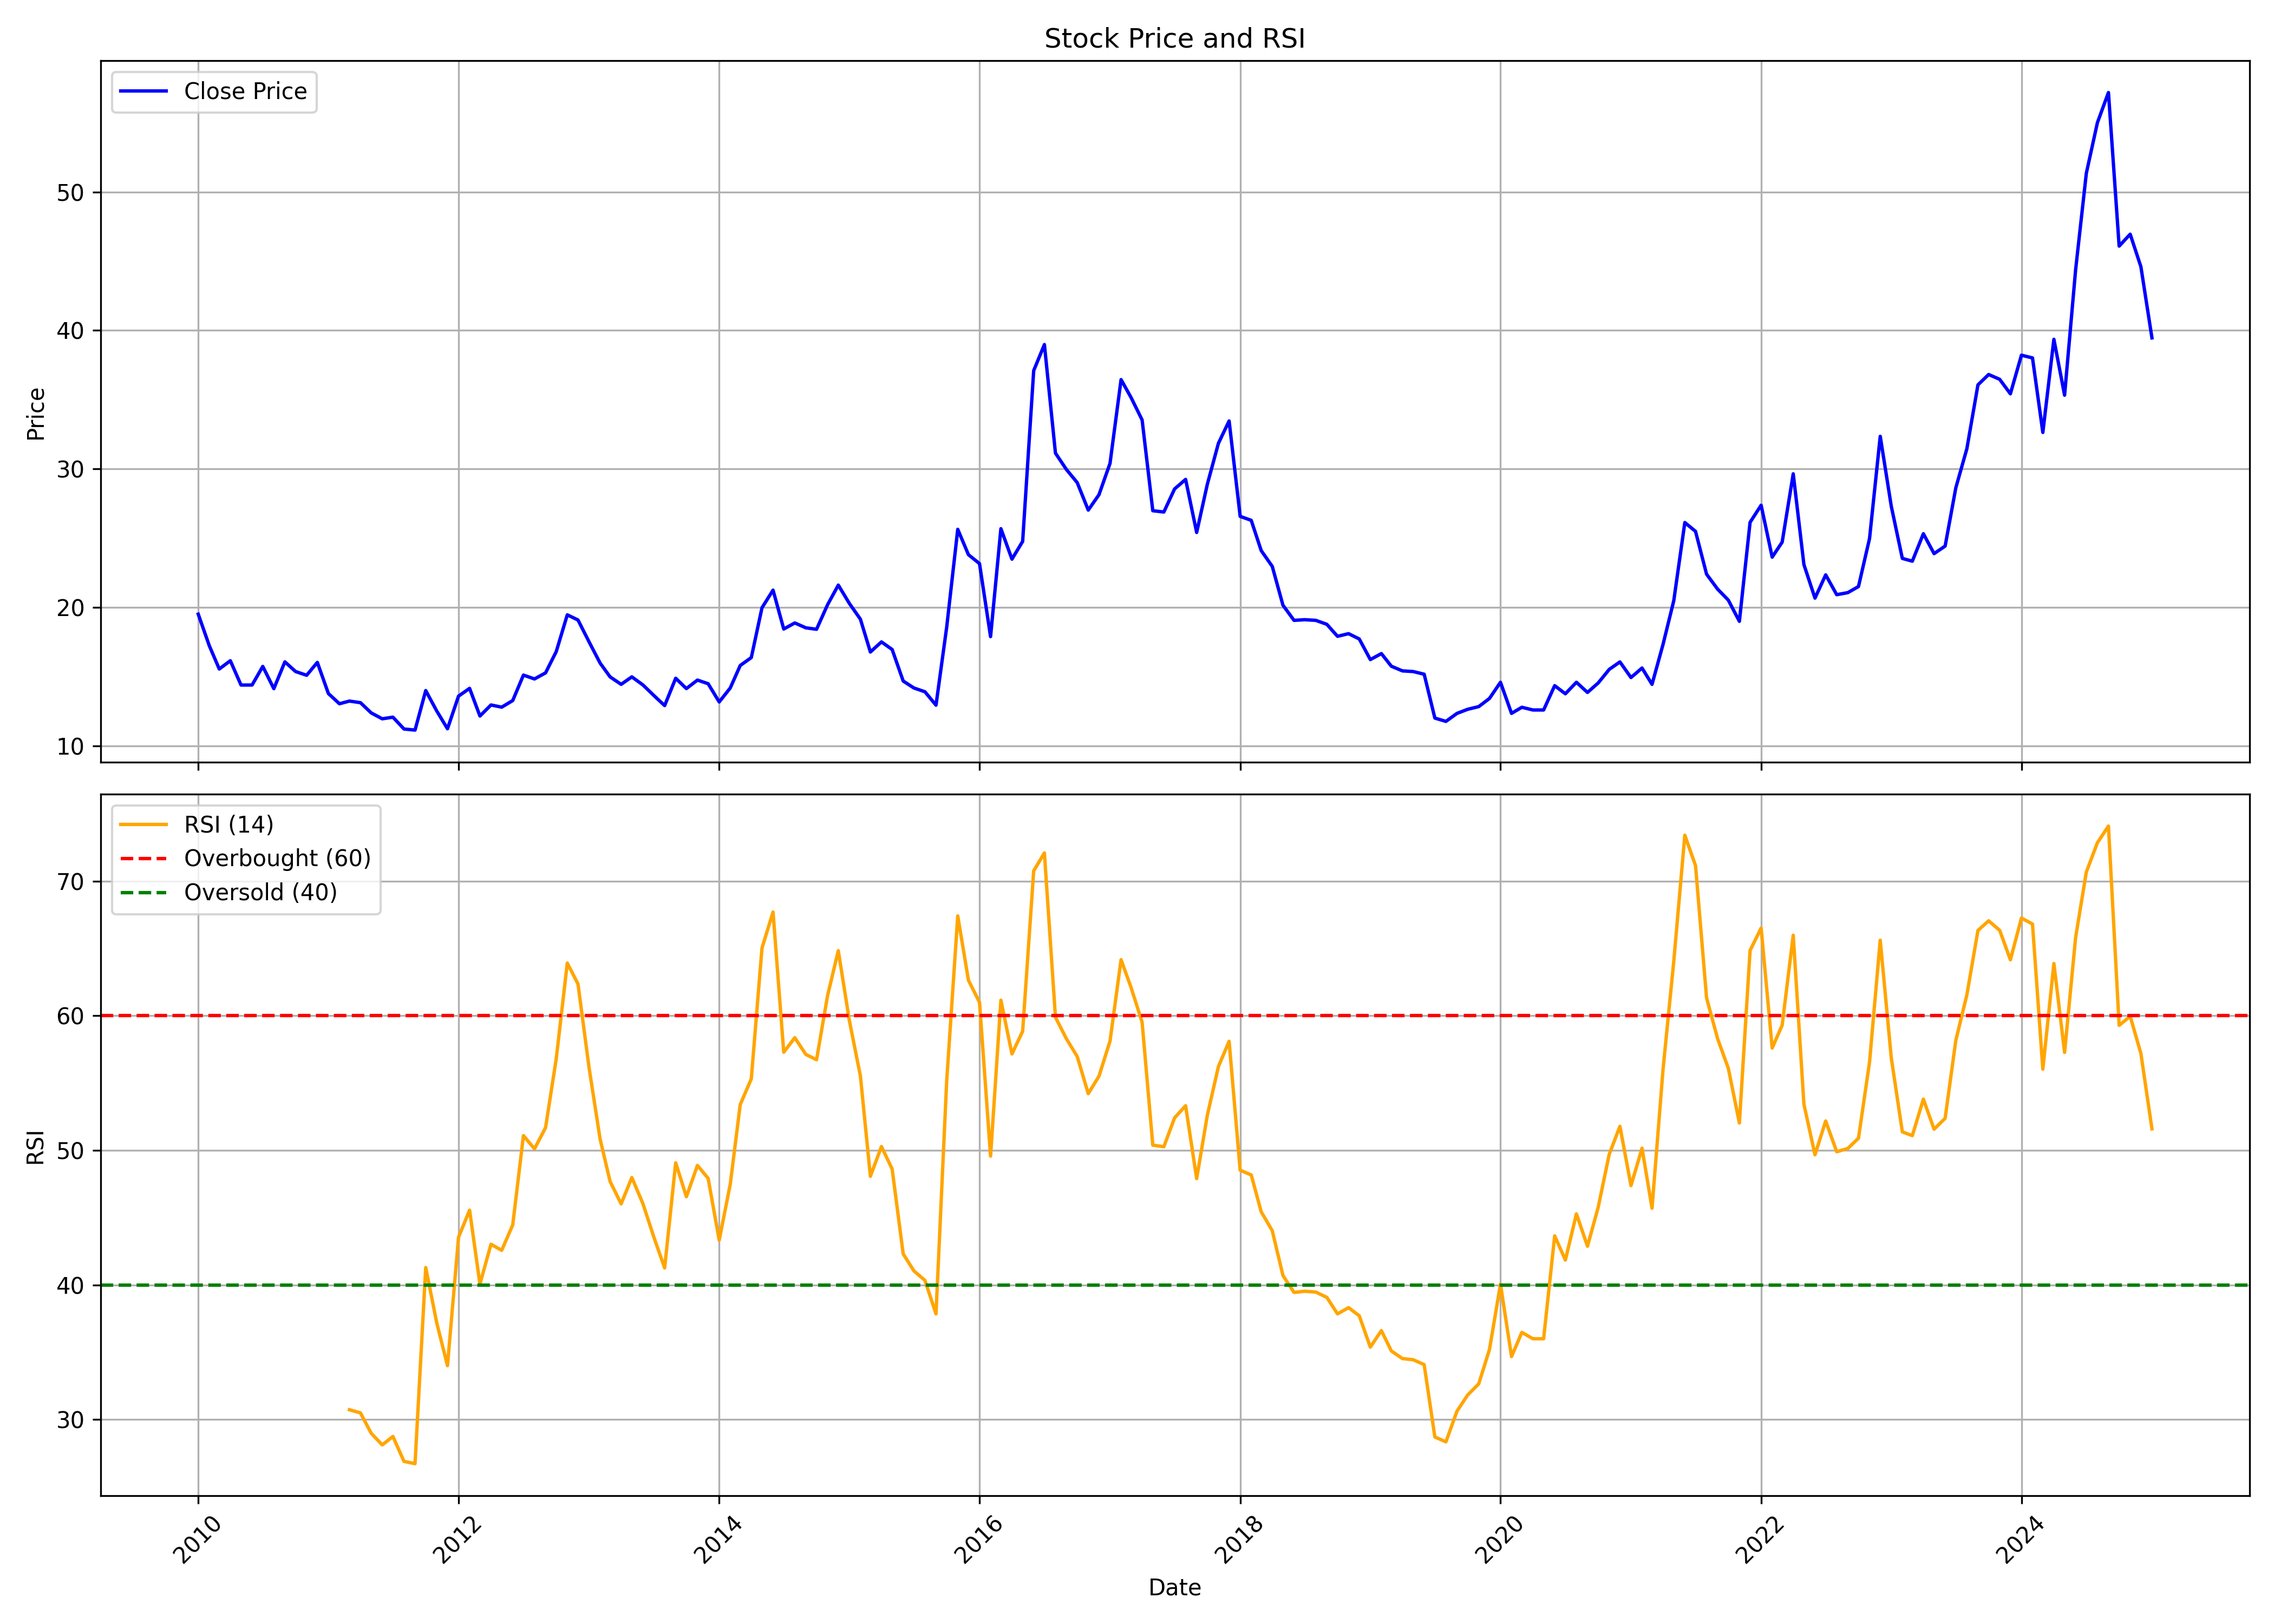 Stock Price and RSI
Close Price
Price
50
40
30
20
10
RSI (14)
Overbought (60)
Oversold (40)
RSI
70
60
50
40
30
2010
2012
2014
2016
2018
2020
2022
2024
Date